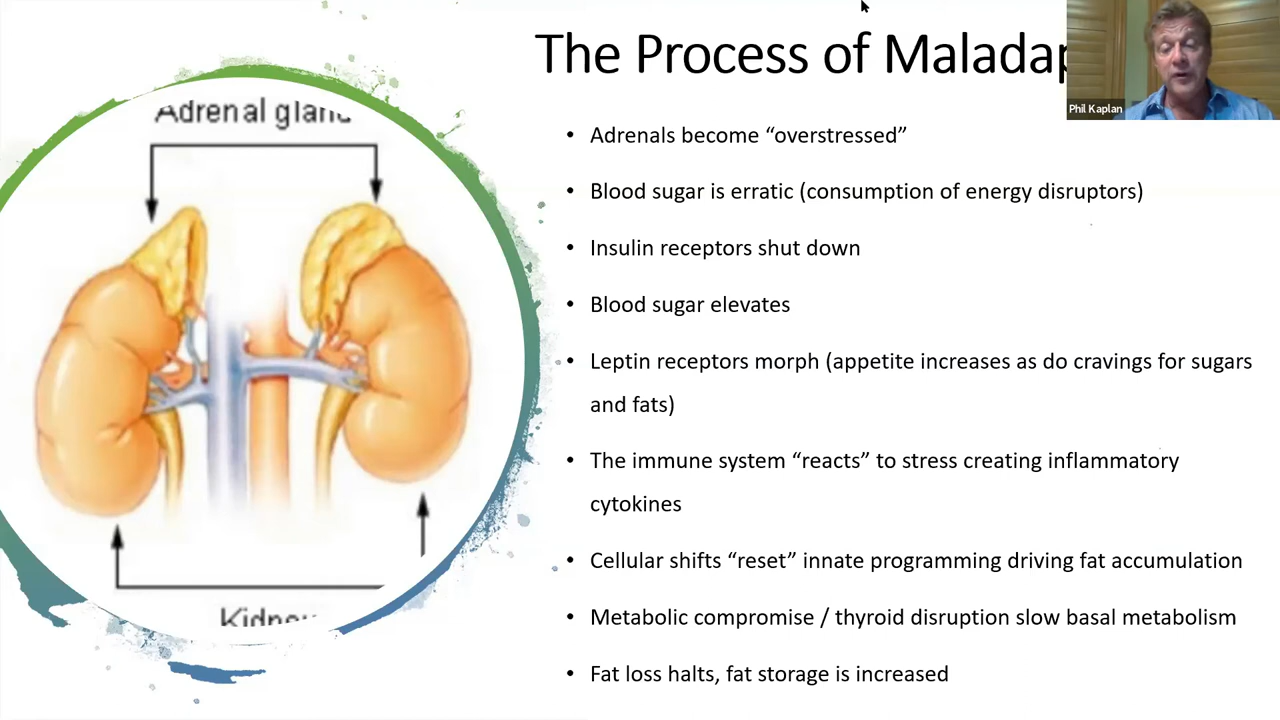 The Process of Maladap
Phil Kaplan
Adrenal gland
Kidney
• Adrenals become “overstressed”
• Blood sugar is erratic (consumption of energy disruptors)
• Insulin receptors shut down
• Blood sugar elevates
• Leptin receptors morph (appetite increases as do cravings for sugars
and fats)
• The immune system “reacts” to stress creating inflammatory
cytokines
• Cellular shifts “reset” innate programming driving fat accumulation
• Metabolic compromise / thyroid disruption slow basal metabolism
• Fat loss halts, fat storage is increased